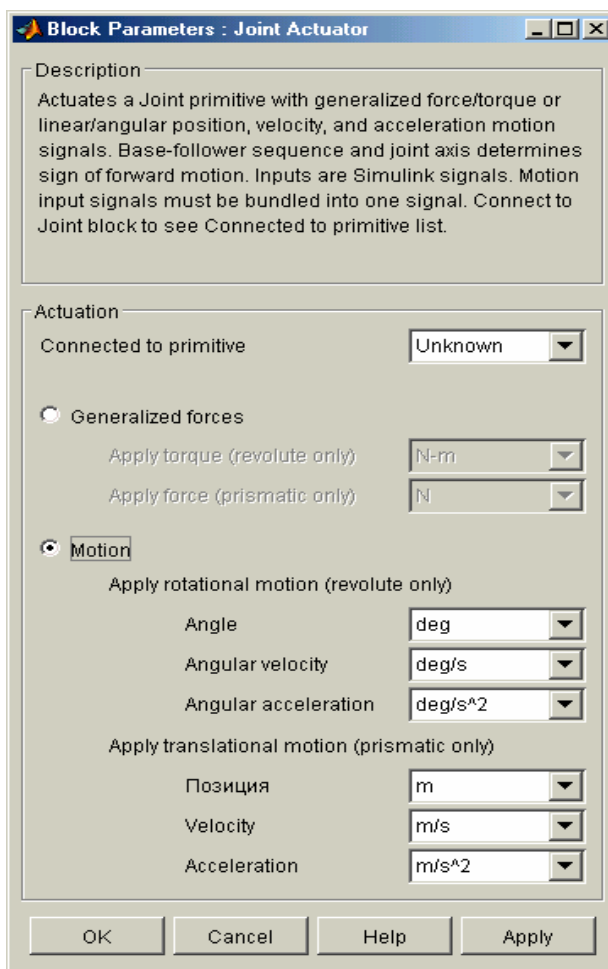 Block Parameters : Joint Actuator
Description
Actuates a Joint primitive with generalized force/torque or
linear/angular position, velocity, and acceleration motion
signals. Base-follower sequence and joint axis determines
sign of forward motion. Inputs are Simulink signals. Motion
input signals must be bundled into one signal. Connect to
Joint block to see Connected to primitive list.
Actuation
Connected to primitive Unknown
Generalized forces
Apply torque (revolute only) N-m
Apply force (prismatic only) N
Motion
Apply rotational motion (revolute only)
Angle deg
Angular velocity deg/s
Angular acceleration deg/s^2
Apply translational motion (prismatic only)
Позиция m
Velocity m/s
Acceleration m/s^2
OK Cancel Help Apply